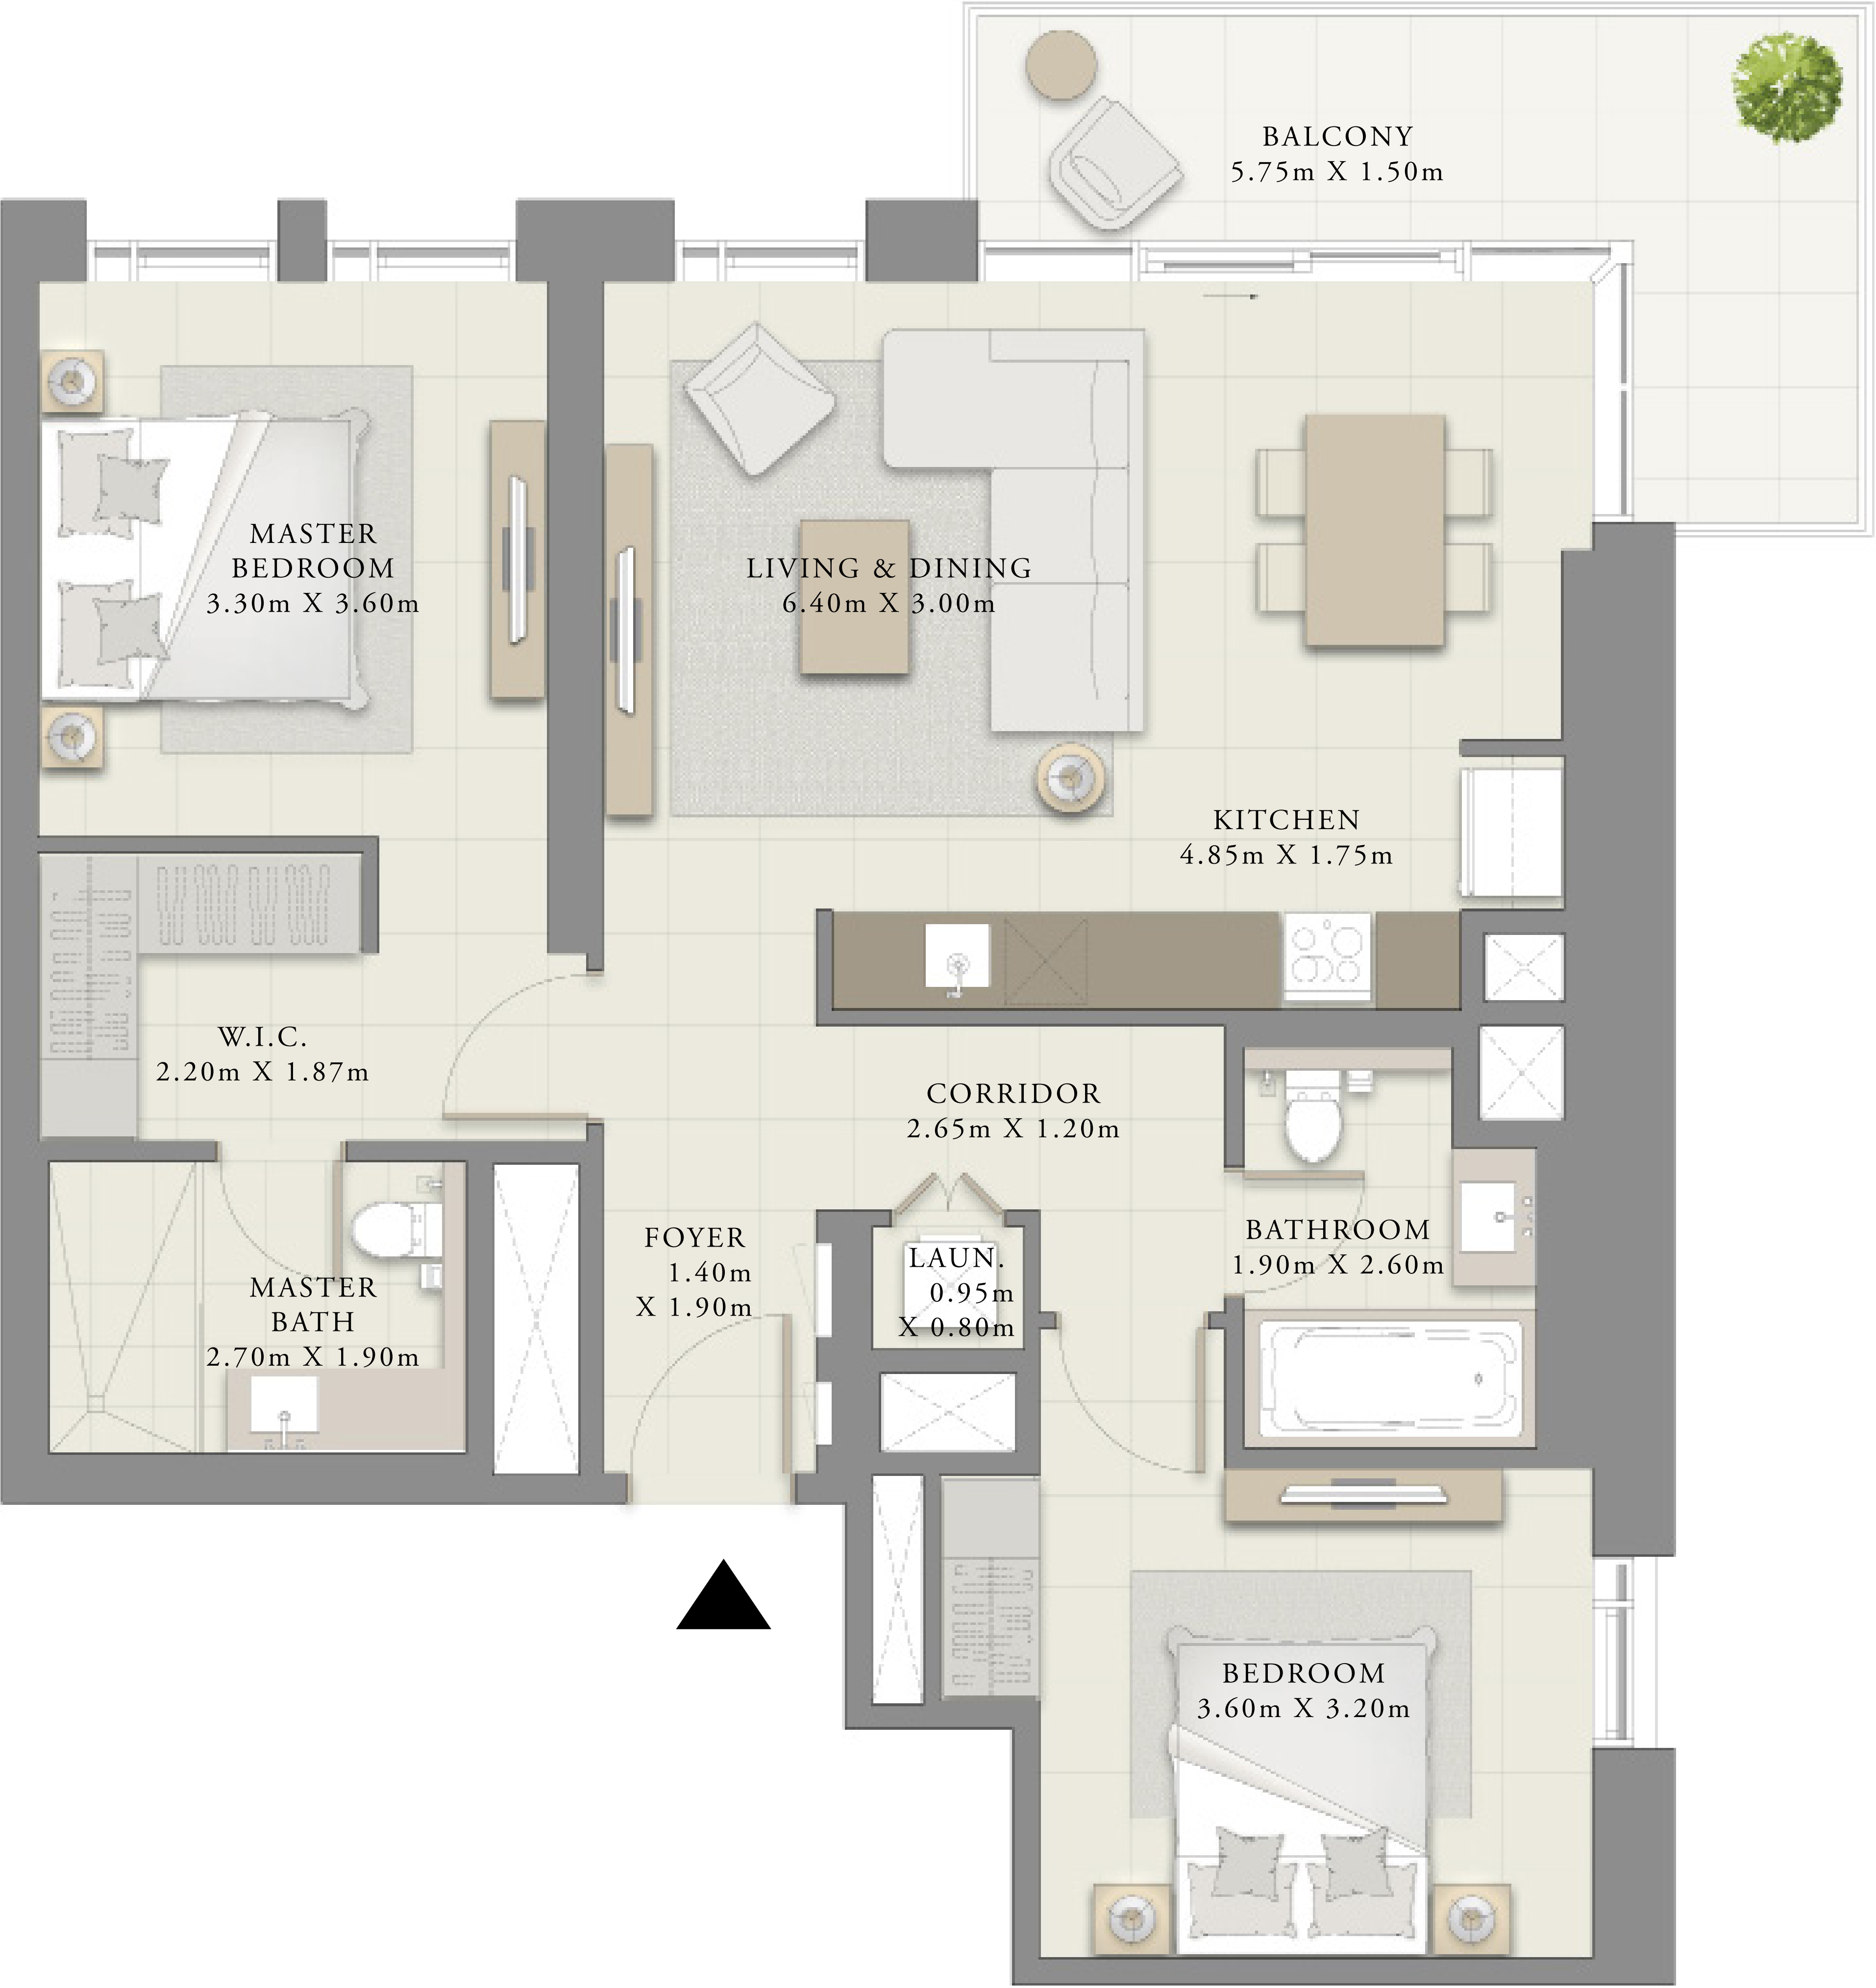 BALCONY
5.75m X 1.50m
MASTER
BEDROOM
3.30m X 3.60m
LIVING & DINING
6.40m X 3.00m
KITCHEN
4.85m X 1.75m
W.I.C.
2.20m X 1.87m
CORRIDOR
2.65m X 1.20m
FOYER
1.40m
X 1.90m
LAUN.
0.95m
X 0.80m
BATHROOM
1.90m X 2.60m
MASTER
BATH
2.70m X 1.90m
BEDROOM
3.60m X 3.20m